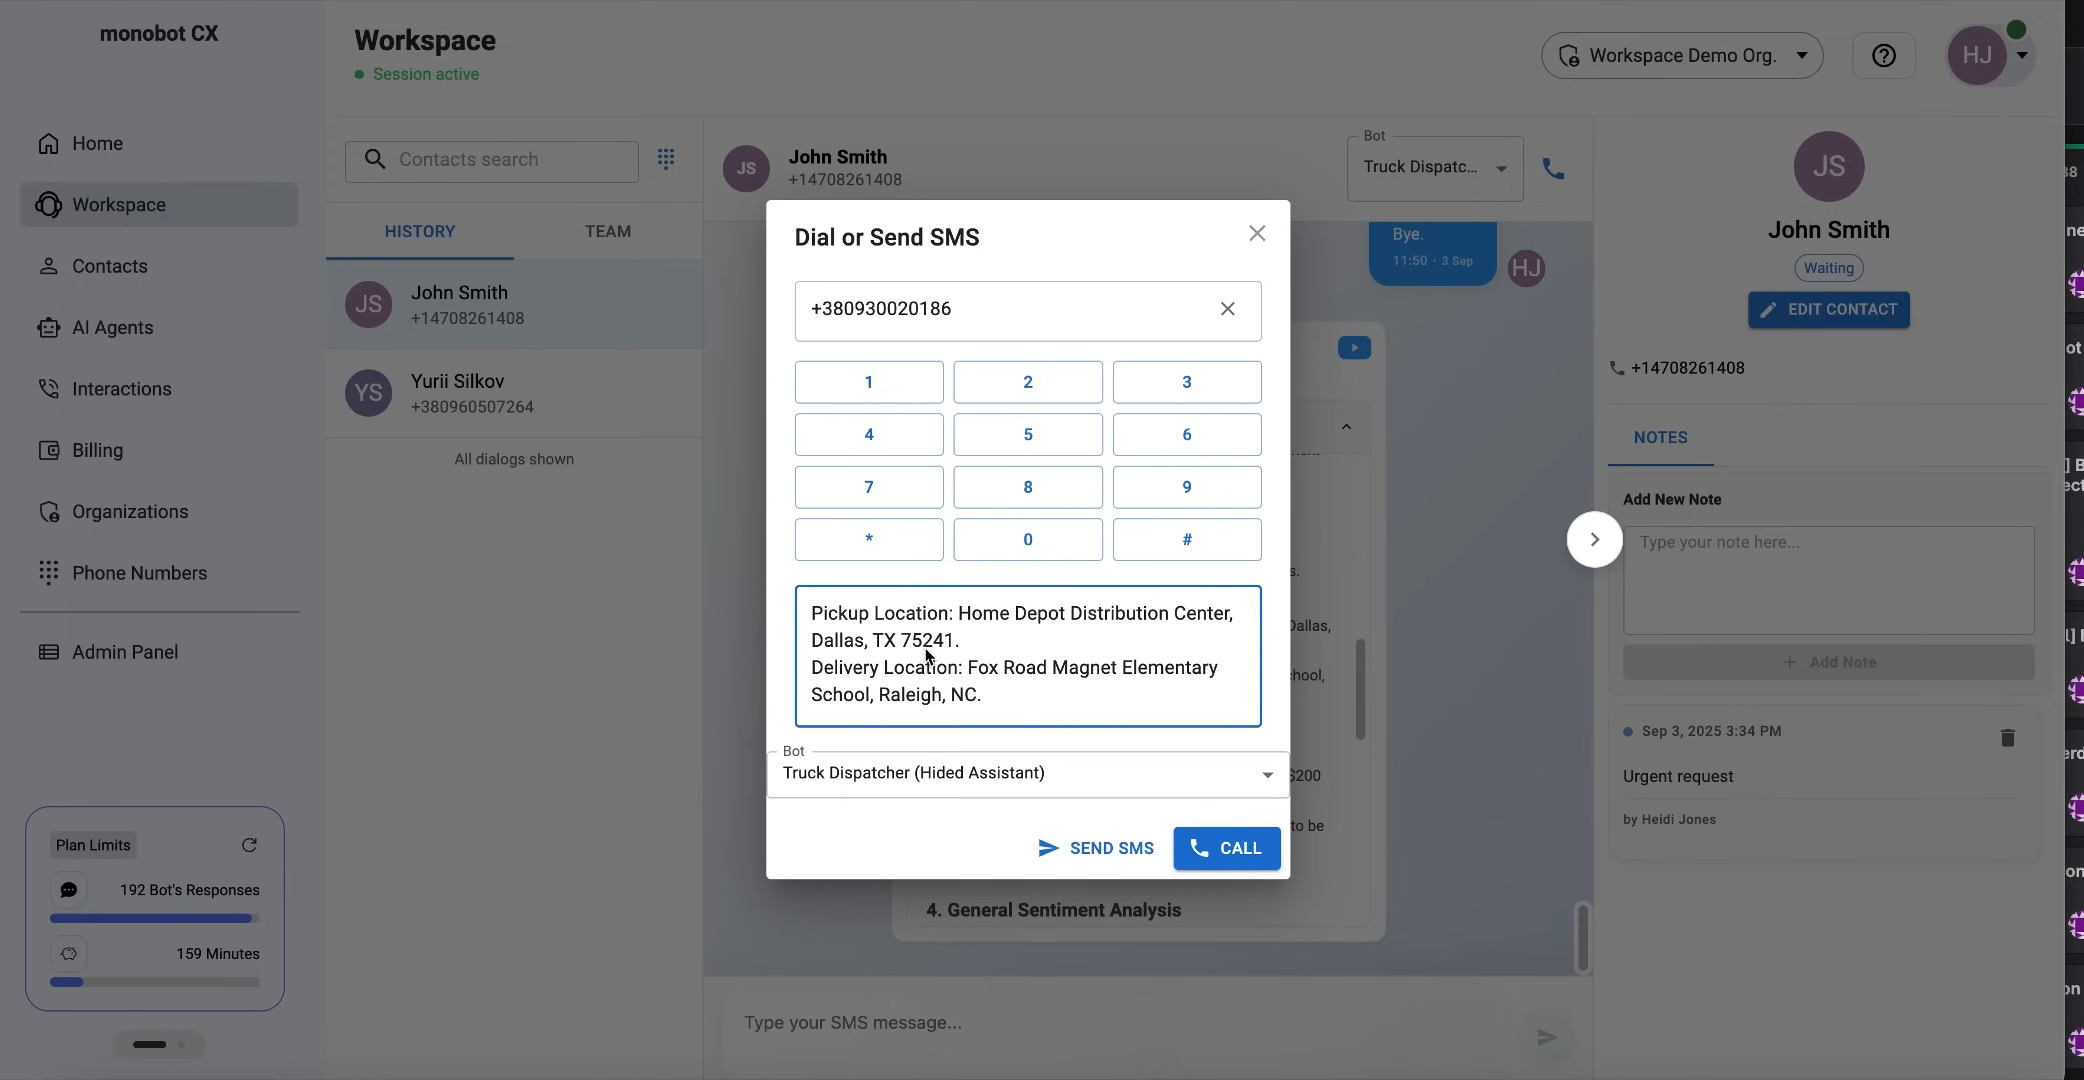 monobot CX
Home
Workspace
Contacts
AI Agents
Interactions
Billing
Organizations
Phone Numbers
Admin Panel
Plan Limits
192 Bot's Responses
159 Minutes
Workspace
Session active
Workspace Demo Org.
HJ
Contacts search
HISTORY
TEAM
JS
John Smith
+14708261408
YS
Yurii Silkov
+380960507264
All dialogs shown
JS
John Smith
+14708261408
Bot
Truck Dispatc...
Bye.
11:50 · 3 Sep
HJ
Dial or Send SMS
+380930020186
1
2
3
4
5
6
7
8
9
*
0
#
Pickup Location: Home Depot Distribution Center,
Dallas, TX 75241.
Delivery Location: Fox Road Magnet Elementary
School, Raleigh, NC.
Bot
Truck Dispatcher (Hided Assistant)
SEND SMS
CALL
s.
Dallas,
hool,
$200
to be
4. General Sentiment Analysis
Type your SMS message...
JS
John Smith
Waiting
EDIT CONTACT
+14708261408
NOTES
Add New Note
Type your note here...
+ Add Note
Sep 3, 2025 3:34 PM
Urgent request
by Heidi Jones